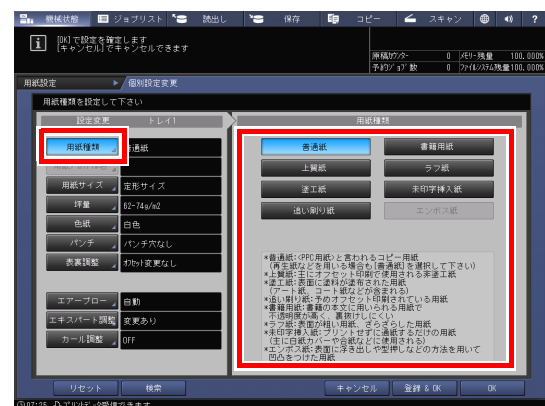 機械状態
ジョブリスト
読出し
保存
コピー
スキャン
?
[OK]で設定を確定します
[キャンセル]でキャンセルできます
原稿カウンター 0
メモリー残量 100.000%
予約ジョブ数 0
ファイルシステム残量100.000%
用紙設定
個別設定変更
用紙種類を設定して下さい
設定変更 トレイ1
用紙種類
用紙種類
普通紙
用紙サイズ
定形サイズ
坪量
62-74g/m2
色紙
白色
パンチ
パンチ穴なし
表裏調整
オフセット変更なし
エアーブロー
自動
エキスパート調整
変更あり
カール調整
OFF
普通紙
書籍用紙
上質紙
ラフ紙
塗工紙
未印字挿入紙
追い刷り紙
エンボス紙
*普通紙:<PPC用紙>と言われるコピー用紙
(再生紙などを用いる場合も[普通紙]を選択して下さい)
*上質紙:主にオフセット印刷で使用される非塗工紙
*塗工紙:表面に塗料が塗布された用紙
(アート紙、コート紙などが含まれる)
*追い刷り紙:予めオフセット印刷されている用紙
*書籍用紙:書籍の本文に用いられる用紙で
不透明度が高く、裏抜けしにくい
*ラフ紙:表面が粗い用紙、ざらざらした用紙
*未印字挿入紙:プリントせずに通紙するだけの用紙
(主に白紙カバーや合紙などに使用される)
*エンボス紙:表面に浮き出しや型押しなどの方法を用いて
凹凸をつけた用紙
リセット
検索
キャンセル
登録 & OK
OK
07:25
プリントデータ受信できます